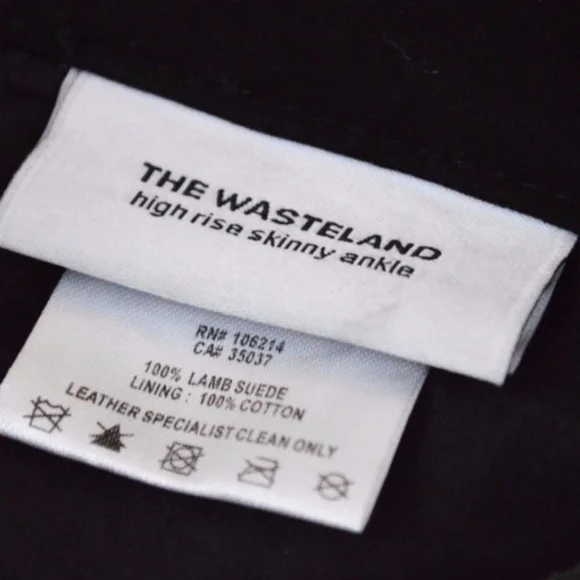 THE WASTELAND
high rise skinny ankle
RN# 106214
CA# 35037
100% LAMB SUEDE
LINING : 100% COTTON
LEATHER SPECIALIST CLEAN ONLY